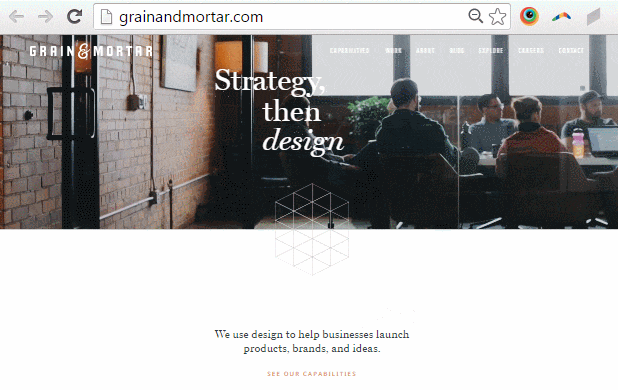 grainandmortar.com
GRAIN & MORTAR
CAPABILITIES WORK ABOUT BLOG EXPLORE CAREERS CONTACT
Strategy,
then
design
We use design to help businesses launch
products, brands, and ideas.
SEE OUR CAPABILITIES